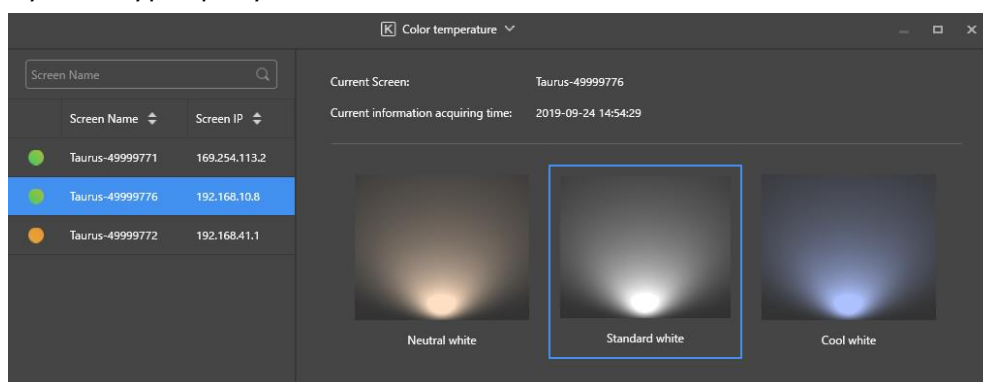 K Color temperature
Screen Name
Screen Name Screen IP
Taurus-49999771 169.254.113.2
Taurus-49999776 192.168.10.8
Taurus-49999772 192.168.41.1
Current Screen: Taurus-49999776
Current information acquiring time: 2019-09-24 14:54:29
Neutral white Standard white Cool white